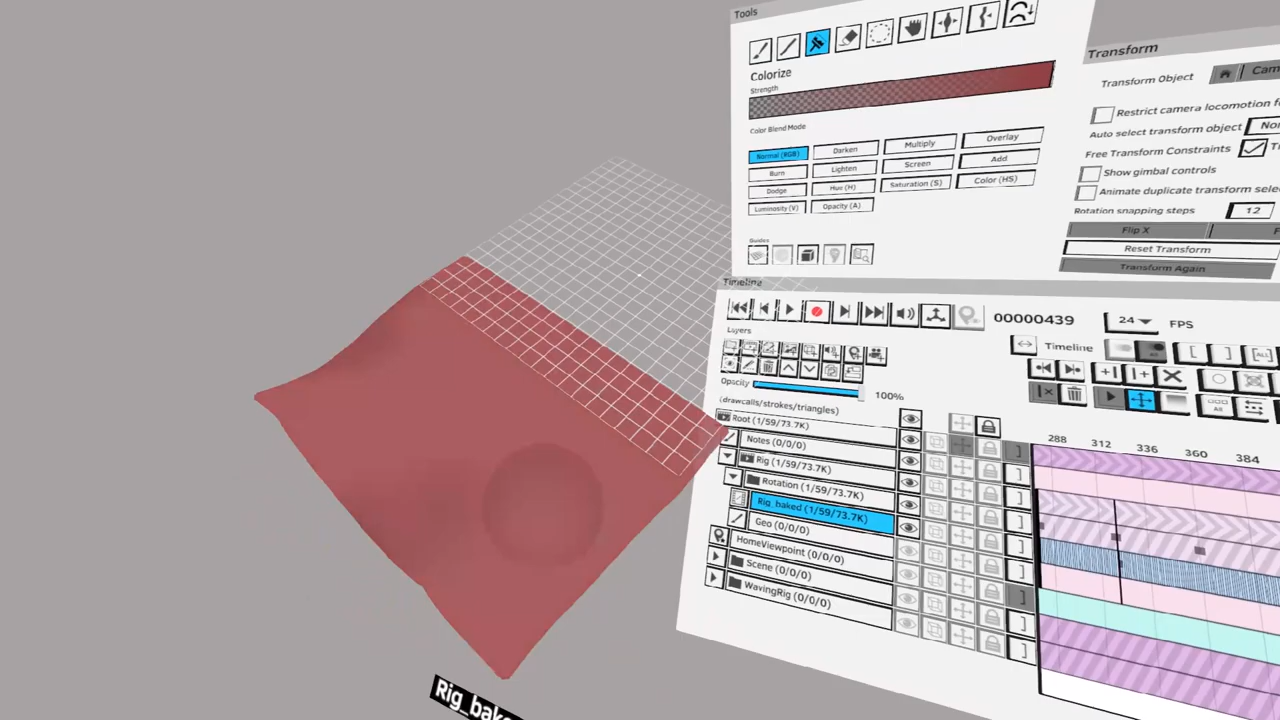 Tools
Colorize
Strength
Color Blend Mode
Normal (RGB) Darken Multiply Overlay
Burn Lighten Screen Add
Dodge Hue (H) Saturation (S) Color (HS)
Luminosity (V) Opacity (A)
Guides
Transform
Transform Object Cam
Restrict camera locomotion f
Auto select transform object
Free Transform Constraints
Show gimbal controls
Animate duplicate transform sele
Rotation snapping steps 12
Flip X
Reset Transform
Transform Again
Timeline
00000439 24 FPS
Layers
Timeline
Opacity 100%
(drawcalls/strokes/triangles)
Root (1/59/73.7K)
Notes (0/0/0)
Rig (1/59/73.7K)
Rotation (1/59/73.7K)
Rig_baked (1/59/73.7K)
Geo (0/0/0)
HomeViewpoint (0/0/0)
Scene (0/0/0)
WavingRig (0/0/0)
288 312 336 360 384
Rig_bak